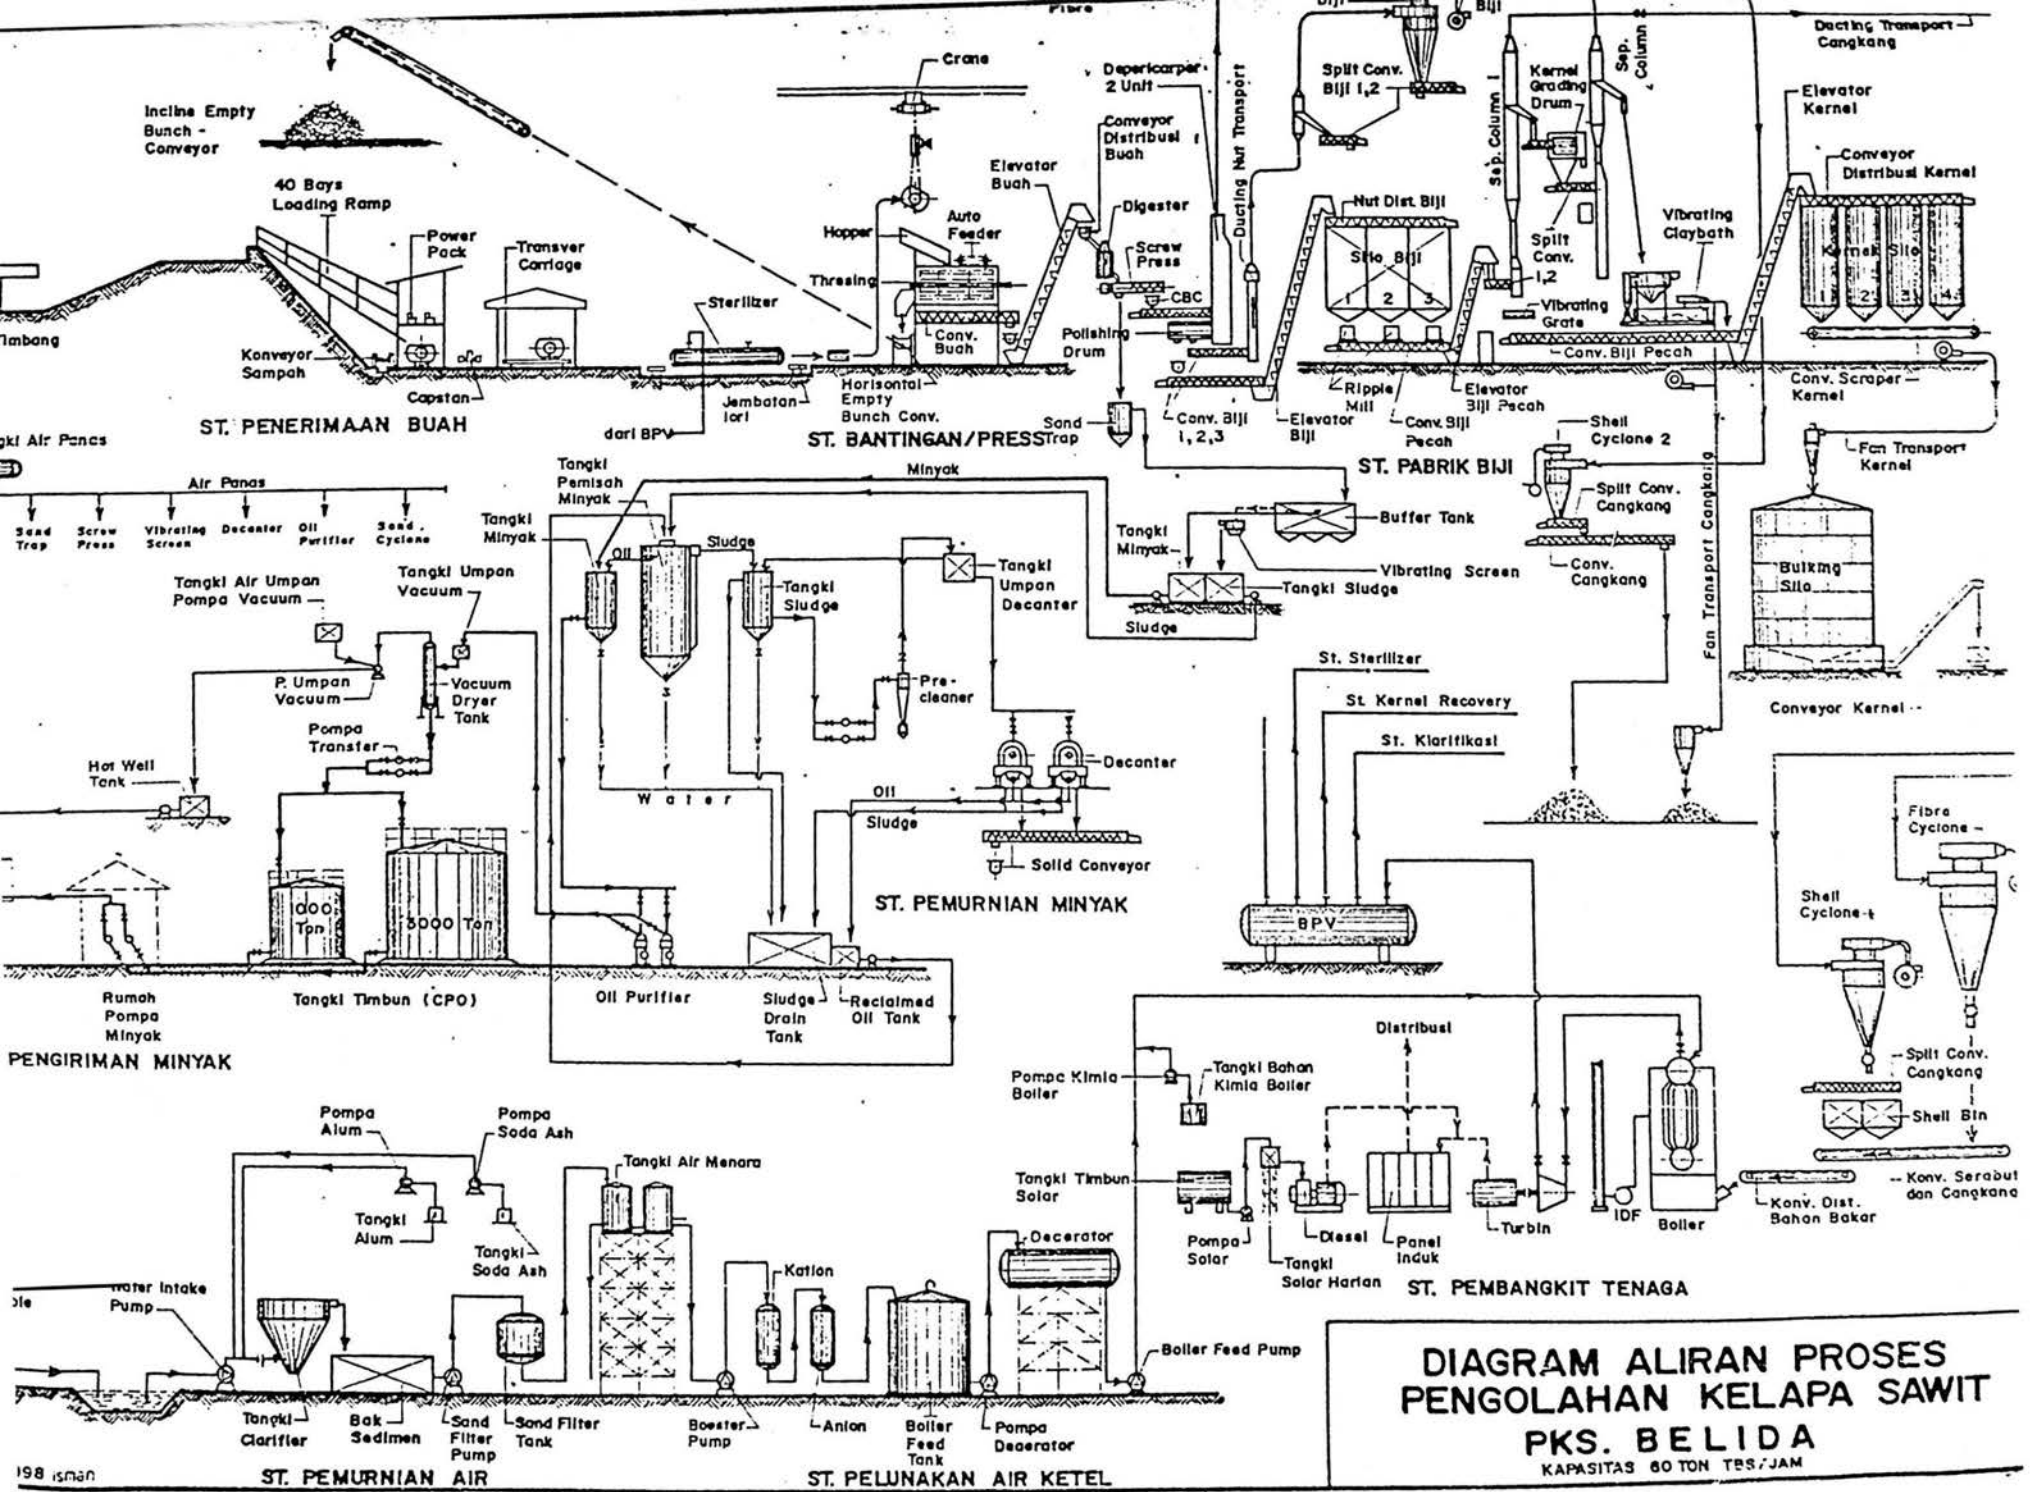 Fibra
Biji
Ducting Transport
Cangkang
Crane
Depericarper
2 Unit
Ducting Nut Transport
Split Conv.
Biji 1,2
Sep. Column 1
Kernel
Grading
Drum
Sep.
Column
Elevator
Kernel
Incline Empty
Bunch -
Conveyor
Conveyor
Distribusi
Buah
Conveyor
Distribusi Kernel
40 Bays
Loading Ramp
Elevator
Buah
Digester
Nut Dist. Biji
Vibrating
Claybath
Power
Pack
Transver
Carriage
Hopper
Auto
Feeder
Screw
Press
Silo Biji
Split
Conv.
1,2
Kernel Silo
Thresing
Sterilizer
CBC
1 2 3
2 3 4
Vibrating
Grate
Conv.
Buah
Polishing
Drum
Conv. Biji Pecah
Konveyor
Sampah
Capstan
Jembatan
lori
Horisontal
Empty
Bunch Conv.
Ripple
Mill
Elevator
Biji Pecah
Conv. Scraper
Kernel
ST. PENERIMAAN BUAH
dari BPV
ST. BANTINGAN/PRESS
Sand
Trap
Conv. Biji
1, 2, 3
Elevator
Biji
Conv. Biji
Pecah
Shell
Cyclone 2
ST. PABRIK BIJI
Fan Transport
Kernel
Air Panas
Sand
Trap
Screw
Press
Vibrating
Screen
Decanter
Oil
Purifier
Sand.
Cyclone
Tangki
Pemisah
Minyak
Minyak
Tangki
Minyak
Oil
Sludge
Tangki
Minyak
Buffer Tank
Split Conv.
Cangkang
Conv.
Cangkang
Fan Transport Cangkang
Bulking
Silo
Tangki Air Umpan
Pompa Vacuum
Tangki Umpan
Vacuum
Tangki
Sludge
Tangki
Umpan
Decanter
Vibrating Screen
Tangki Sludge
Sludge
P. Umpan
Vacuum
Vacuum
Dryer
Tank
Pre-
cleaner
St. Sterilizer
St. Kernel Recovery
St. Klarifikasi
Conveyor Kernel
Pompa
Transfer
Hot Well
Tank
Water
Decanter
Oil
Sludge
Solid Conveyor
ST. PEMURNIAN MINYAK
BPV
Fibra
Cyclone
Shell
Cyclone
Ton
3000 Ton
Rumah
Pompa
Minyak
Tangki Timbun (CPO)
Oil Purifier
Sludge
Drain
Tank
Reclaimed
Oil Tank
PENGIRIMAN MINYAK
Distribusi
Pompa Kimia
Boiler
Tangki Bahan
Kimia Boiler
Split Conv.
Cangkang
Shell Bin
Pompa
Alum
Pompa
Soda Ash
Tangki Air Menara
Tangki
Alum
Tangki
Soda Ash
Tangki Timbun
Solar
Pompa
Solar
Tangki
Solar Harian
Diesel
Panel
Induk
Turbin
IDF
Boiler
Konv. Dist.
Bahan Bakar
Konv. Serabut
dan Cangkang
ST. PEMBANGKIT TENAGA
Water Intake
Pump
Kation
Decerator
Boiler Feed Pump
Tangki
Clarifier
Bak
Sedimen
Sand
Filter
Pump
Sand Filter
Tank
Boester
Pump
Anion
Boiler
Feed
Tank
Pompa
Deaerator
ST. PEMURNIAN AIR
ST. PELUNAKAN AIR KETEL
198 isman
DIAGRAM ALIRAN PROSES
PENGOLAHAN KELAPA SAWIT
PKS. BELIDA
KAPASITAS 60 TON TBS/JAM